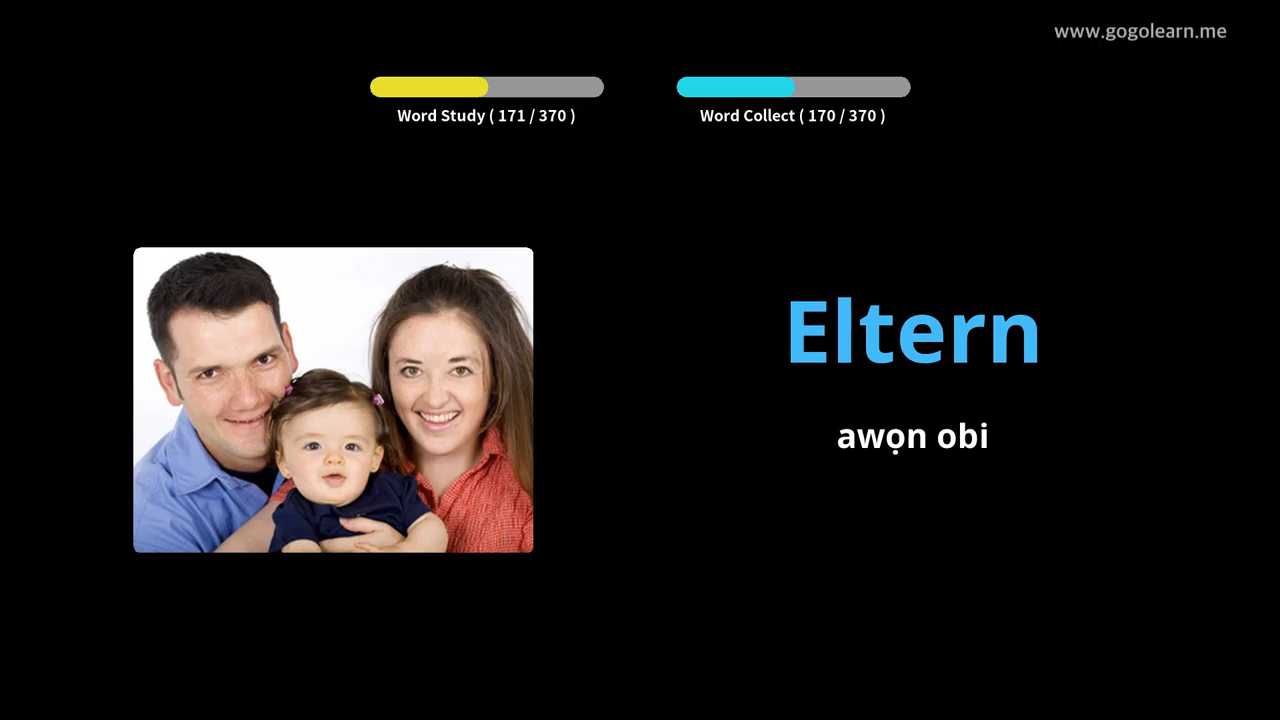 www.gogolearn.me
Word Study ( 171 / 370 )
Word Collect ( 170 / 370 )
Eltern
awọn obi